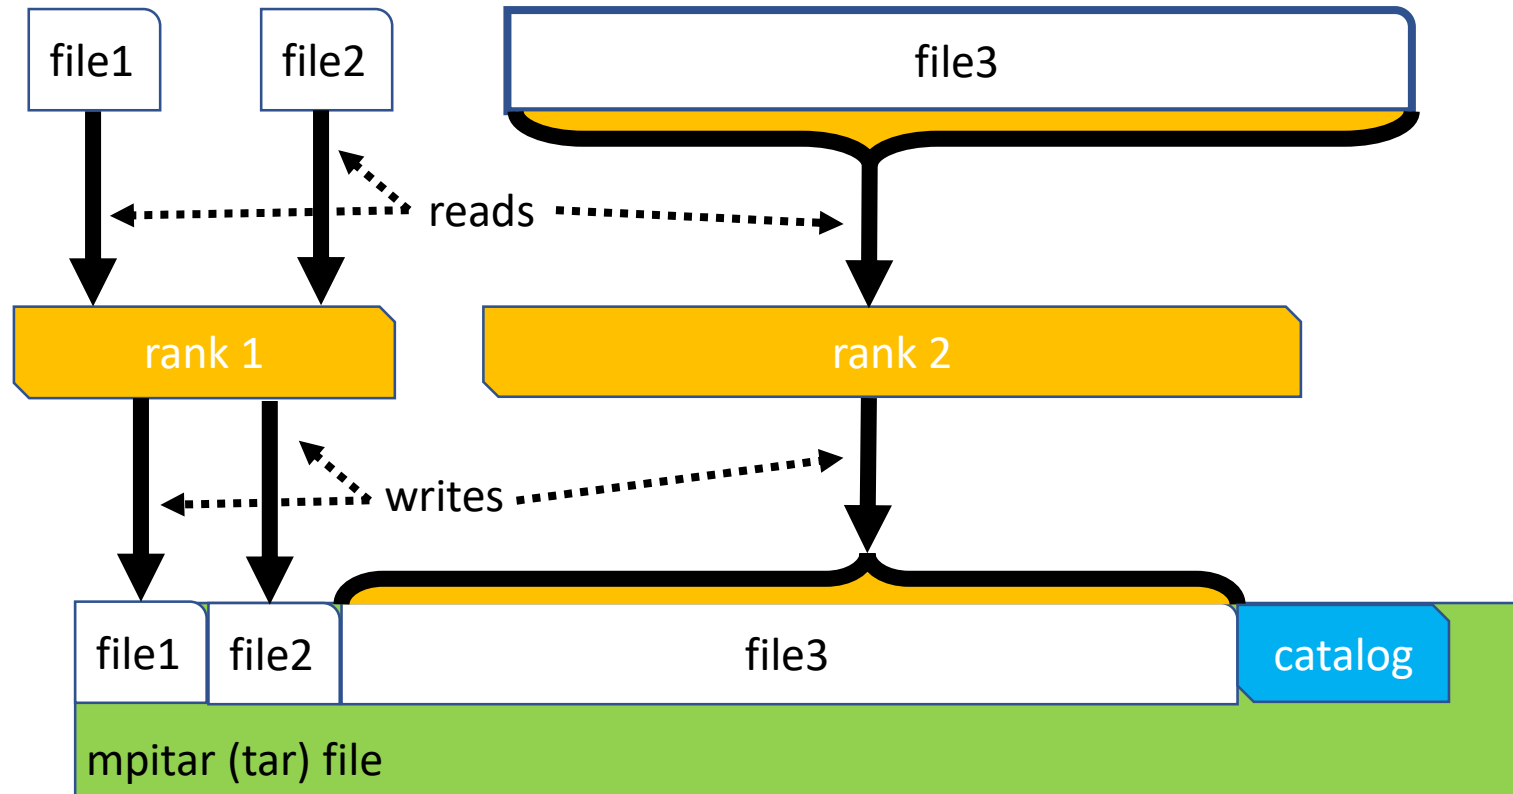 file1
file2
file3
reads
rank 1
rank 2
writes
file1
file2
file3
catalog
mpitar (tar) file